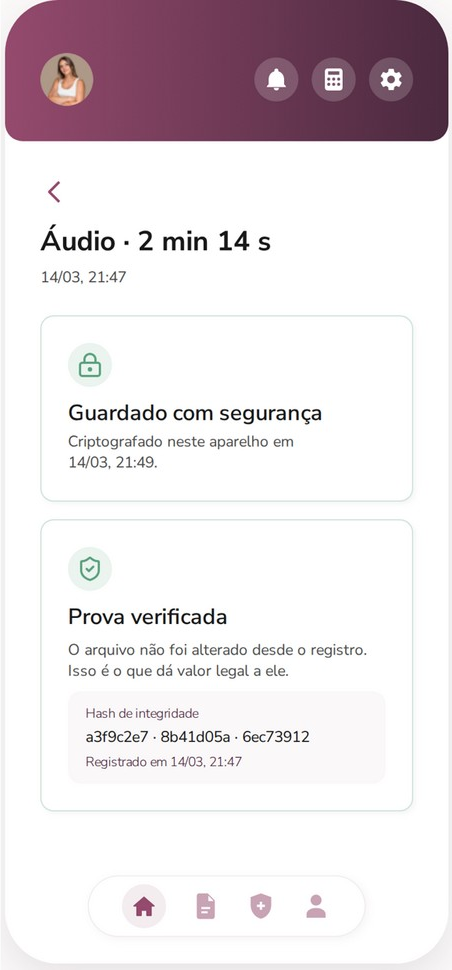 Áudio · 2 min 14 s
14/03, 21:47
Guardado com segurança
Criptografado neste aparelho em
14/03, 21:49.
Prova verificada
O arquivo não foi alterado desde o registro.
Isso é o que dá valor legal a ele.
Hash de integridade
a3f9c2e7 · 8b41d05a · 6ec73912
Registrado em 14/03, 21:47